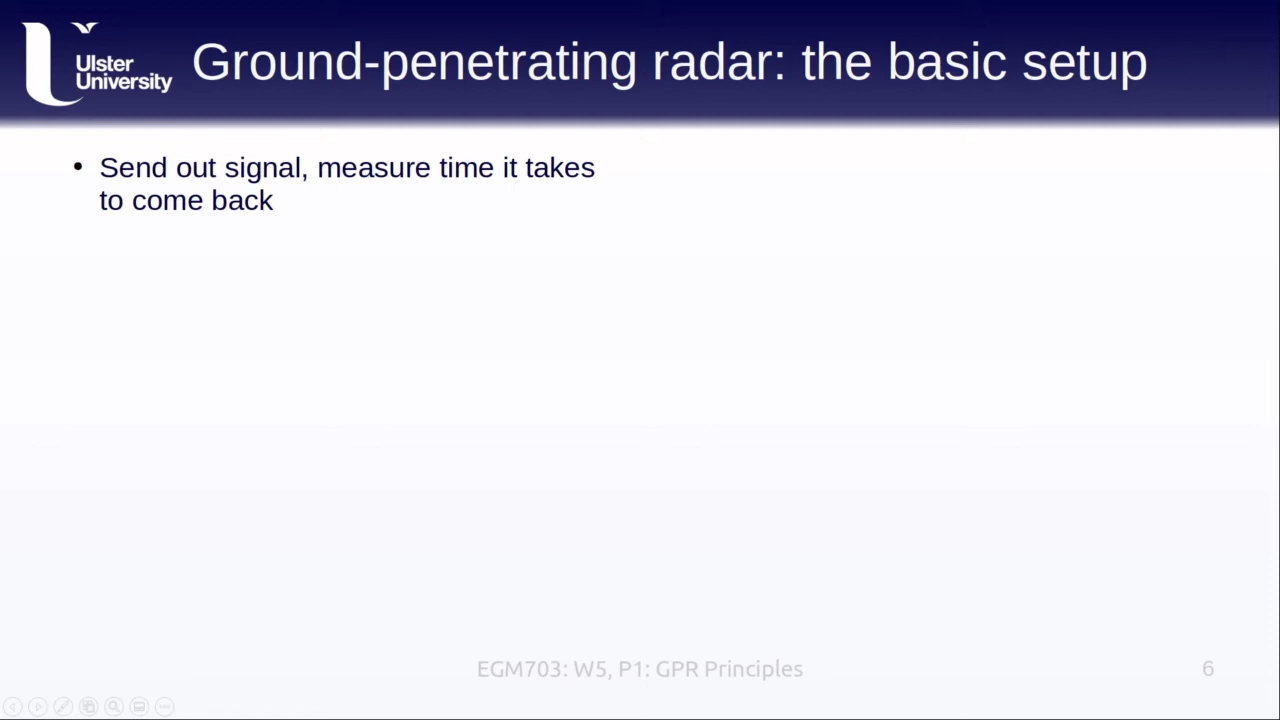 Ulster
University
Ground-penetrating radar: the basic setup
• Send out signal, measure time it takes
to come back
EGM703: W5, P1: GPR Principles
6